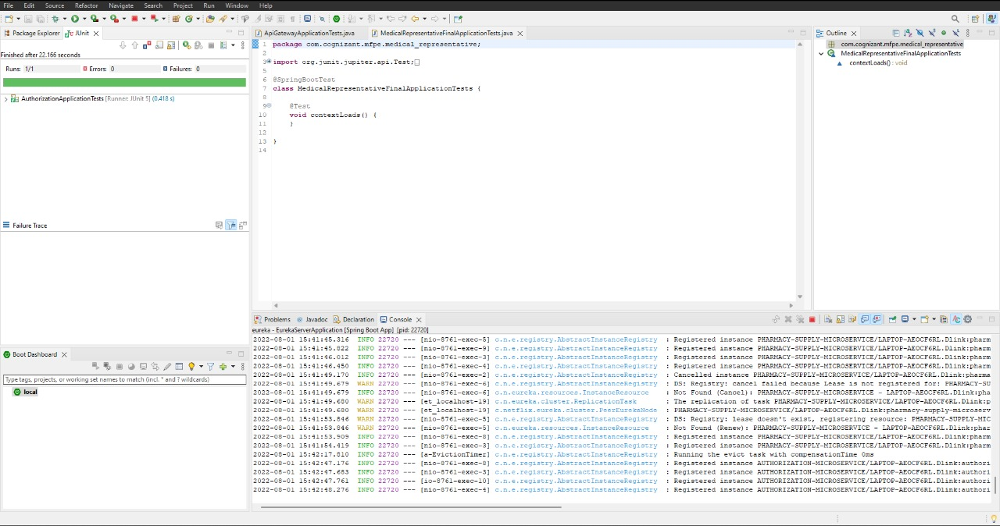 File Edit Source Refactor Navigate Search Project Run Window Help
Package Explorer JUnit
Finished after 22.166 seconds
Runs: 1/1 Errors: 0 Failures: 0
AuthorizationApplicationTests [Runner: JUnit 5] (0.418 s)
Failure Trace
Boot Dashboard
Type tags, projects, or working set names to match (incl. * and ? wildcards)
local
ApiGatewayApplicationTests.java MedicalRepresentativeFinalApplicationTests.java
1 package com.cognizant.mfpe.medical_representative;
2
3 import org.junit.jupiter.api.Test;
5
6 @SpringBootTest
7 class MedicalRepresentativeFinalApplicationTests {
8
9 @Test
10 void contextLoads() {
11 }
12
13 }
14
Outline
com.cognizant.mfpe.medical_representative
MedicalRepresentativeFinalApplicationTests
contextLoads() : void
Problems Javadoc Declaration Console
eureka - EurekaServerApplication [Spring Boot App] [pid: 22720]
2022-08-01 15:41:45.316 INFO 22720 --- [nio-8761-exec-5] c.n.e.registry.AbstractInstanceRegistry : Registered instance PHARMACY-SUPPLY-MICROSERVICE/LAPTOP-AEOCF6RL.Dlink:pharm
2022-08-01 15:41:45.822 INFO 22720 --- [nio-8761-exec-9] c.n.e.registry.AbstractInstanceRegistry : Registered instance PHARMACY-SUPPLY-MICROSERVICE/LAPTOP-AEOCF6RL.Dlink:pharm
2022-08-01 15:41:46.012 INFO 22720 --- [nio-8761-exec-3] c.n.e.registry.AbstractInstanceRegistry : Registered instance PHARMACY-SUPPLY-MICROSERVICE/LAPTOP-AEOCF6RL.Dlink:pharm
2022-08-01 15:41:46.450 INFO 22720 --- [nio-8761-exec-4] c.n.e.registry.AbstractInstanceRegistry : Registered instance PHARMACY-SUPPLY-MICROSERVICE/LAPTOP-AEOCF6RL.Dlink:pharm
2022-08-01 15:41:49.170 INFO 22720 --- [nio-8761-exec-2] c.n.e.registry.AbstractInstanceRegistry : Cancelled instance PHARMACY-SUPPLY-MICROSERVICE/LAPTOP-AEOCF6RL.Dlink:pharma
2022-08-01 15:41:49.679 WARN 22720 --- [nio-8761-exec-6] c.n.e.registry.AbstractInstanceRegistry : DS: Registry: cancel failed because Lease is not registered for: PHARMACY-SU
2022-08-01 15:41:49.679 INFO 22720 --- [nio-8761-exec-6] c.n.eureka.resources.InstanceResource : Not Found (Cancel): PHARMACY-SUPPLY-MICROSERVICE - LAPTOP-AEOCF6RL.Dlink:pha
2022-08-01 15:41:49.680 WARN 22720 --- [et_localhost-19] c.n.eureka.cluster.ReplicationTask : The replication of task PHARMACY-SUPPLY-MICROSERVICE/LAPTOP-AEOCF6RL.Dlink:ph
2022-08-01 15:41:49.680 WARN 22720 --- [et_localhost-19] c.netflix.eureka.cluster.PeerEurekaNode : PHARMACY-SUPPLY-MICROSERVICE/LAPTOP-AEOCF6RL.Dlink:pharmacy-supply-microserv
2022-08-01 15:41:53.846 WARN 22720 --- [nio-8761-exec-5] c.n.e.registry.AbstractInstanceRegistry : DS: Registry: lease doesn't exist, registering resource: PHARMACY-SUPPLY-MIC
2022-08-01 15:41:53.846 WARN 22720 --- [nio-8761-exec-5] c.n.eureka.resources.InstanceResource : Not Found (Renew): PHARMACY-SUPPLY-MICROSERVICE - LAPTOP-AEOCF6RL.Dlink:phar
2022-08-01 15:41:53.909 INFO 22720 --- [nio-8761-exec-8] c.n.e.registry.AbstractInstanceRegistry : Registered instance PHARMACY-SUPPLY-MICROSERVICE/LAPTOP-AEOCF6RL.Dlink:pharm
2022-08-01 15:41:54.419 INFO 22720 --- [nio-8761-exec-3] c.n.e.registry.AbstractInstanceRegistry : Registered instance PHARMACY-SUPPLY-MICROSERVICE/LAPTOP-AEOCF6RL.Dlink:pharm
2022-08-01 15:42:17.810 INFO 22720 --- [a-EvictionTimer] c.n.e.registry.AbstractInstanceRegistry : Running the evict task with compensationTime 0ms
2022-08-01 15:42:47.176 INFO 22720 --- [nio-8761-exec-8] c.n.e.registry.AbstractInstanceRegistry : Registered instance AUTHORIZATION-MICROSERVICE/LAPTOP-AEOCF6RL.Dlink:authori
2022-08-01 15:42:47.683 INFO 22720 --- [nio-8761-exec-3] c.n.e.registry.AbstractInstanceRegistry : Registered instance AUTHORIZATION-MICROSERVICE/LAPTOP-AEOCF6RL.Dlink:authori
2022-08-01 15:42:47.761 INFO 22720 --- [io-8761-exec-10] c.n.e.registry.AbstractInstanceRegistry : Registered instance AUTHORIZATION-MICROSERVICE/LAPTOP-AEOCF6RL.Dlink:authori
2022-08-01 15:42:48.276 INFO 22720 --- [nio-8761-exec-4] c.n.e.registry.AbstractInstanceRegistry : Registered instance AUTHORIZATION-MICROSERVICE/LAPTOP-AEOCF6RL.Dlink:authori